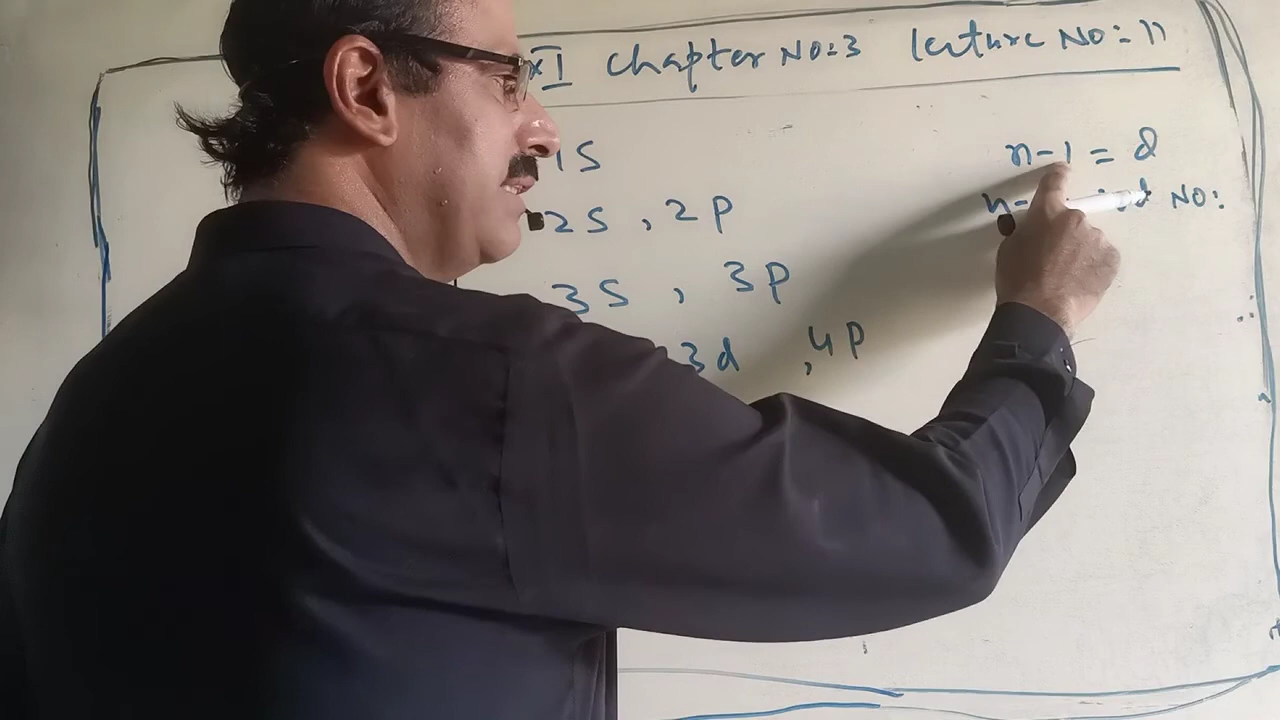 XI chapter NO:3 lecture NO:11
1S
2S , 2P
3S , 3P
3d , 4P
n-1 = d
n- NO: